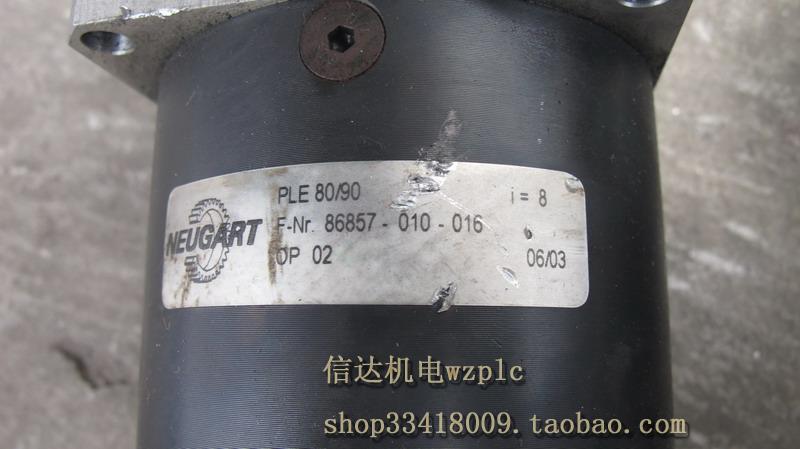 NEUGART
PLE 80/90 i = 8
F-Nr. 86857 - 010 - 016
OP 02 06/03
信达机电wzplc
shop33418009.taobao.com